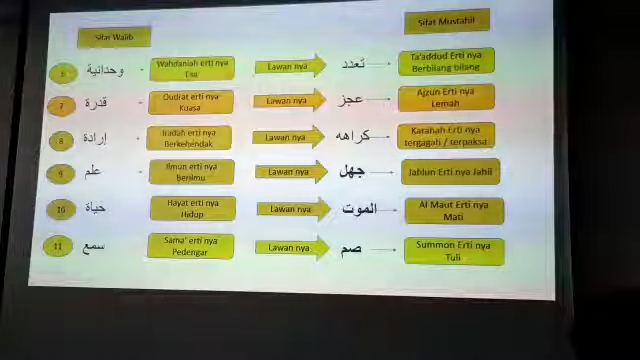 Sifat Wajib
Sifat Mustahil
6 وحدانية - Wahdaniah erti nya Esa Lawan nya تعدد Ta'addud Erti nya Berbilang bilang
7 قدرة - Qudrat erti nya Kuasa Lawan nya عجز Ajzun Erti nya Lemah
8 إرادة - Iradah erti nya Berkehendak Lawan nya كراهه Karahah Erti nya tergagah / terpaksa
9 علم - Ilmun erti nya Berilmu Lawan nya جهل Jahlun Erti nya Jahil
10 حياة Hayat erti nya Hidup Lawan nya الموت Al Maut Erti nya Mati
11 سمع Sama' erti nya Pedengar Lawan nya صم Summon Erti nya Tuli